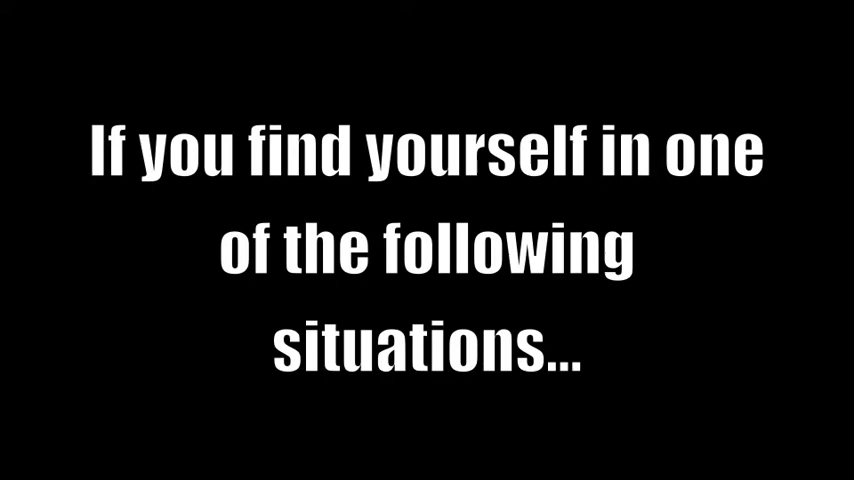 If you find yourself in one
of the following
situations...